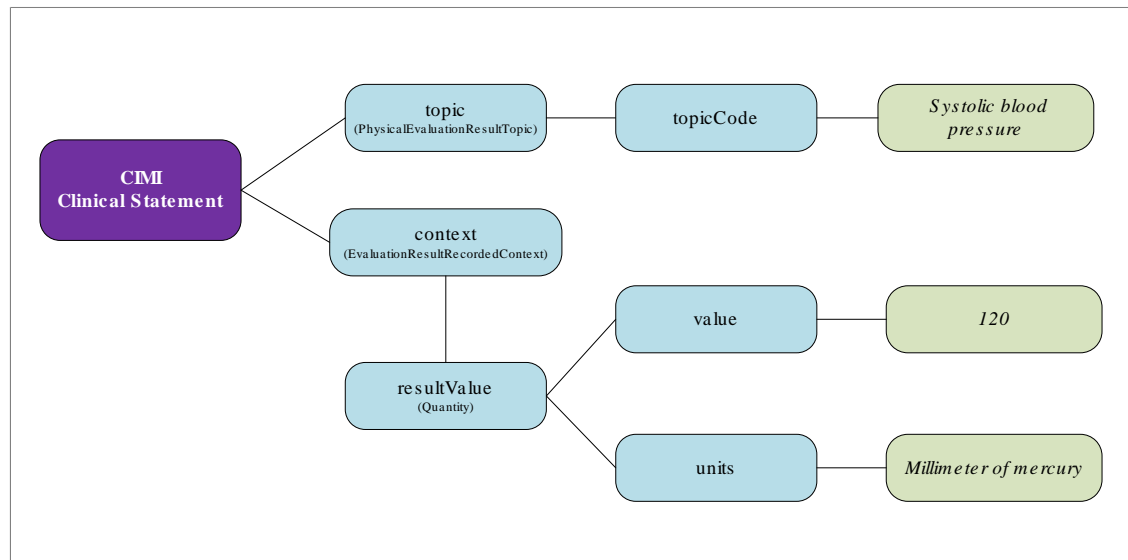 topic
(PhysicalEvaluationResultTopic)
topicCode
Systolic blood
pressure
CIMI
Clinical Statement
context
(EvaluationResultRecordedContext)
value
120
resultValue
(Quantity)
units
Millimeter of mercury